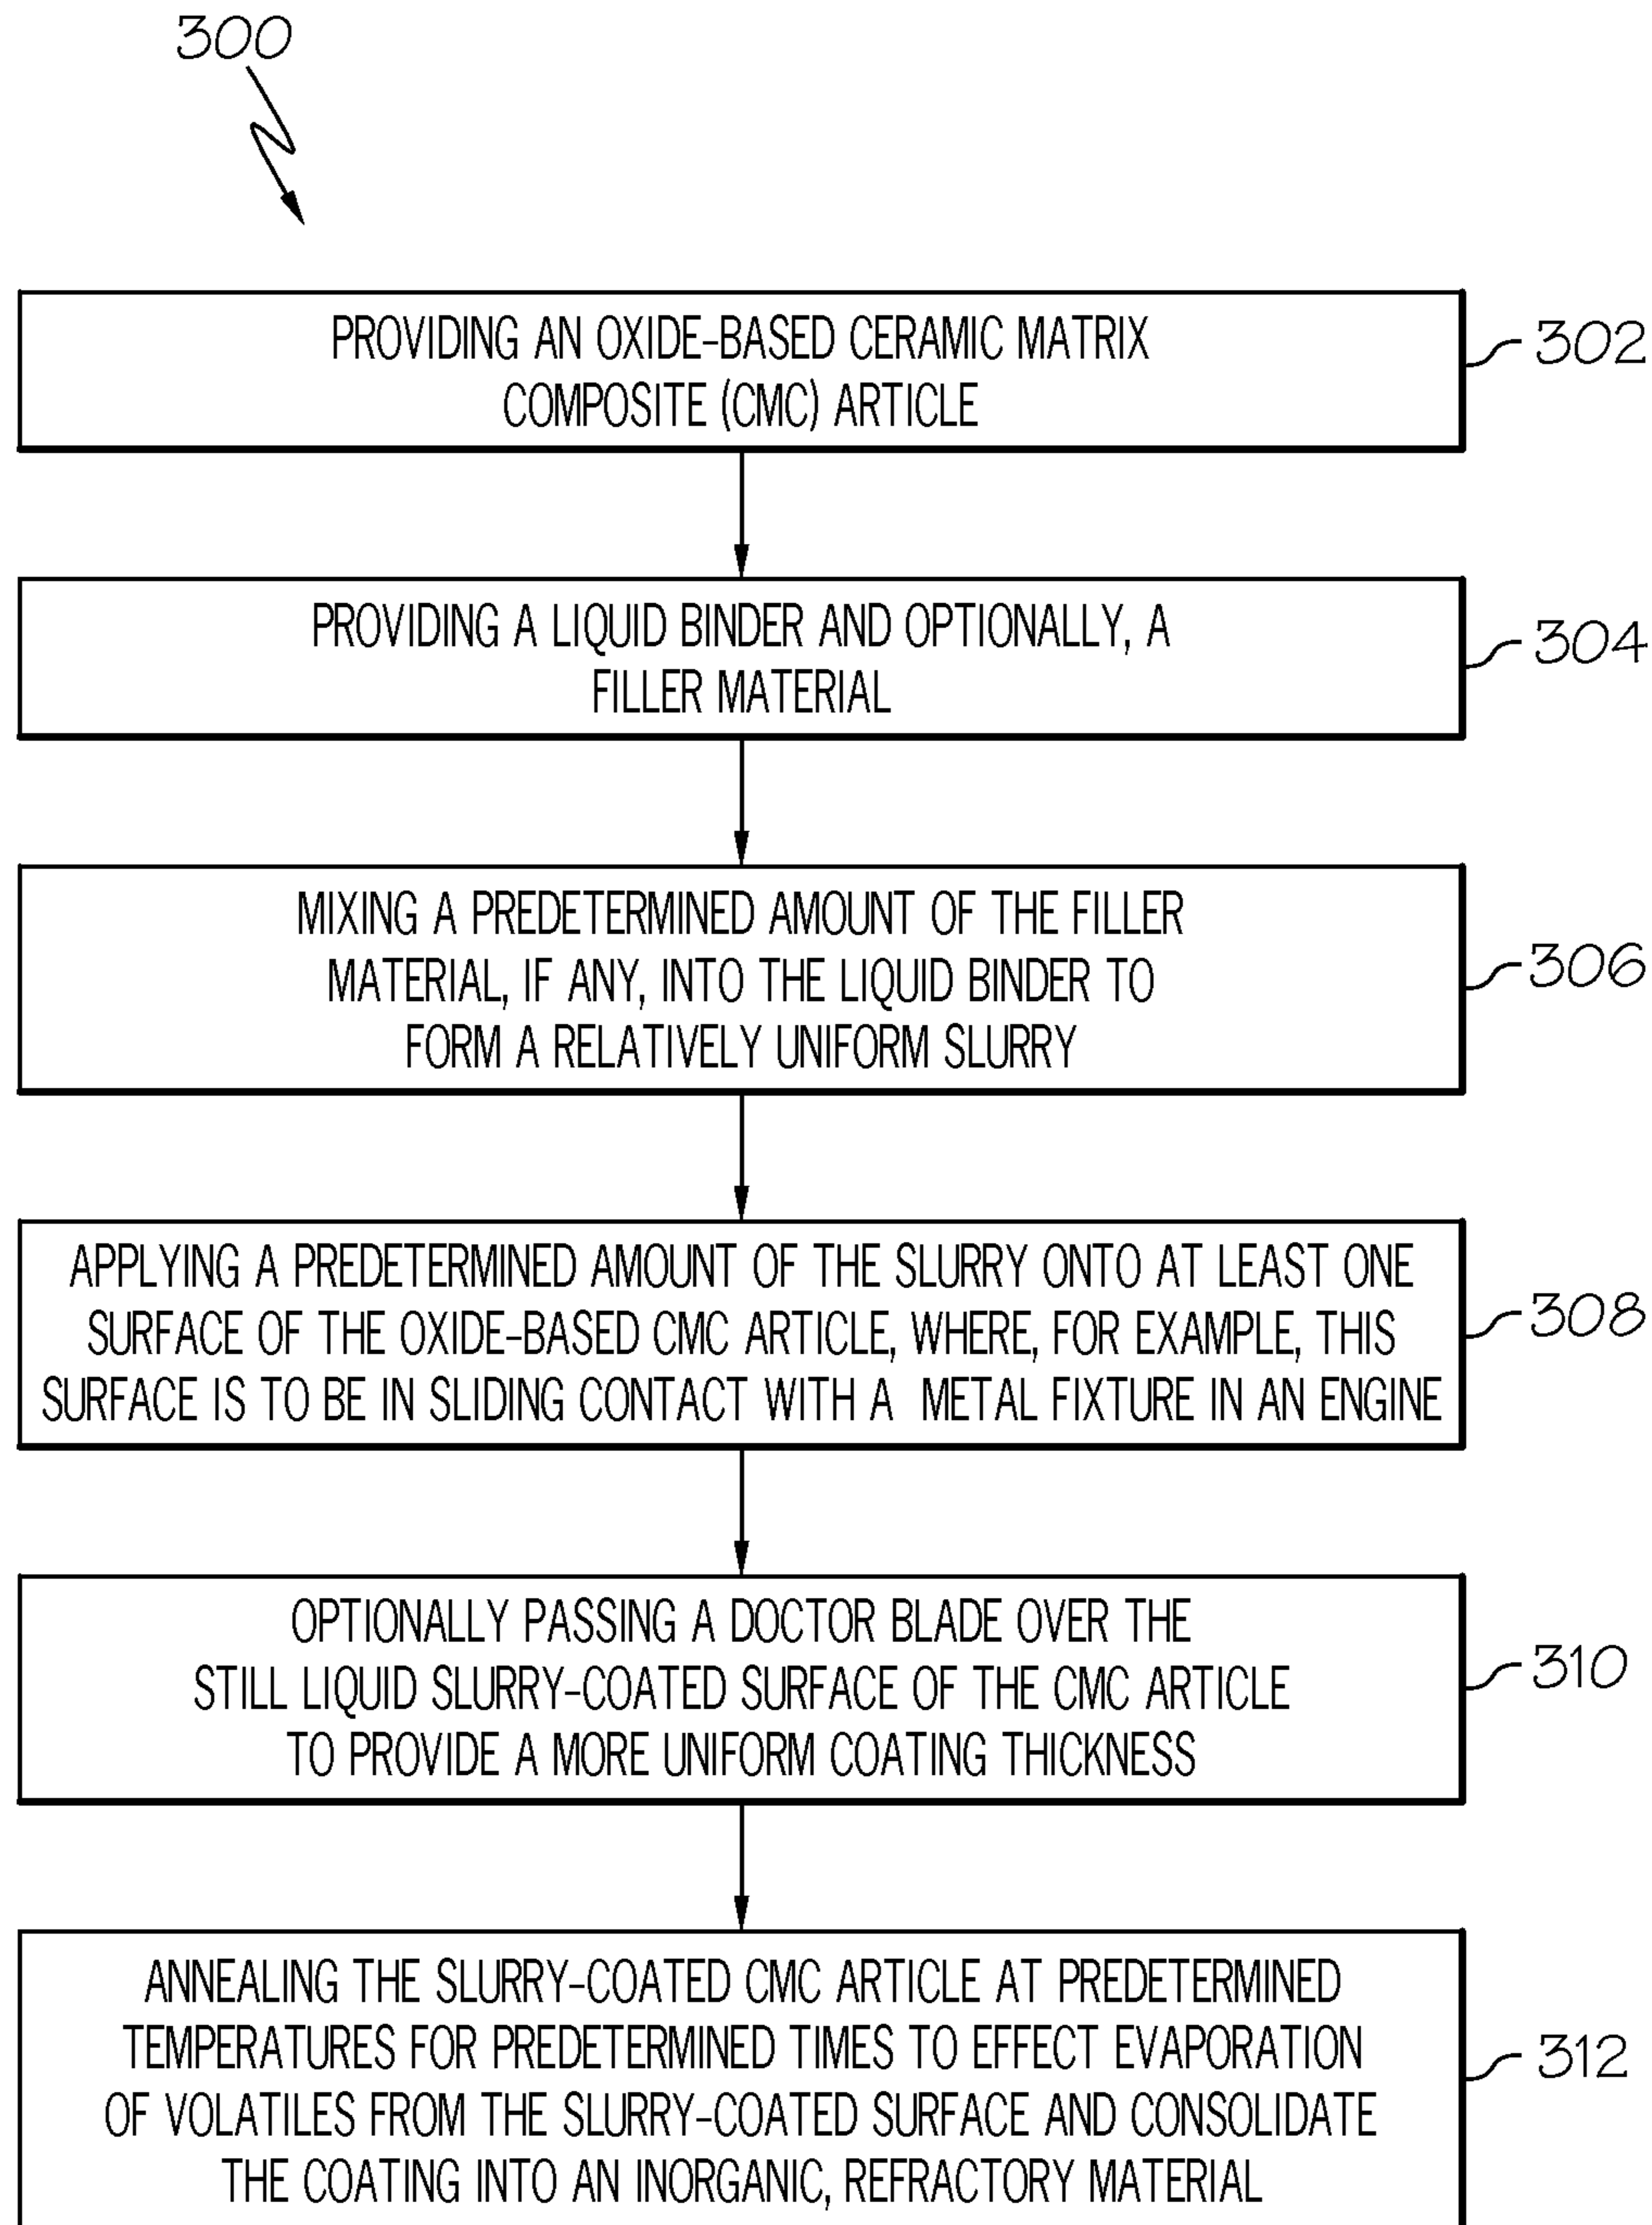 300
PROVIDING AN OXIDE-BASED CERAMIC MATRIX
COMPOSITE (CMC) ARTICLE
302
PROVIDING A LIQUID BINDER AND OPTIONALLY, A
FILLER MATERIAL
304
MIXING A PREDETERMINED AMOUNT OF THE FILLER
MATERIAL, IF ANY, INTO THE LIQUID BINDER TO
FORM A RELATIVELY UNIFORM SLURRY
306
APPLYING A PREDETERMINED AMOUNT OF THE SLURRY ONTO AT LEAST ONE
SURFACE OF THE OXIDE-BASED CMC ARTICLE, WHERE, FOR EXAMPLE, THIS
SURFACE IS TO BE IN SLIDING CONTACT WITH A METAL FIXTURE IN AN ENGINE
308
OPTIONALLY PASSING A DOCTOR BLADE OVER THE
STILL LIQUID SLURRY-COATED SURFACE OF THE CMC ARTICLE
TO PROVIDE A MORE UNIFORM COATING THICKNESS
310
ANNEALING THE SLURRY-COATED CMC ARTICLE AT PREDETERMINED
TEMPERATURES FOR PREDETERMINED TIMES TO EFFECT EVAPORATION
OF VOLATILES FROM THE SLURRY-COATED SURFACE AND CONSOLIDATE
THE COATING INTO AN INORGANIC, REFRACTORY MATERIAL
312